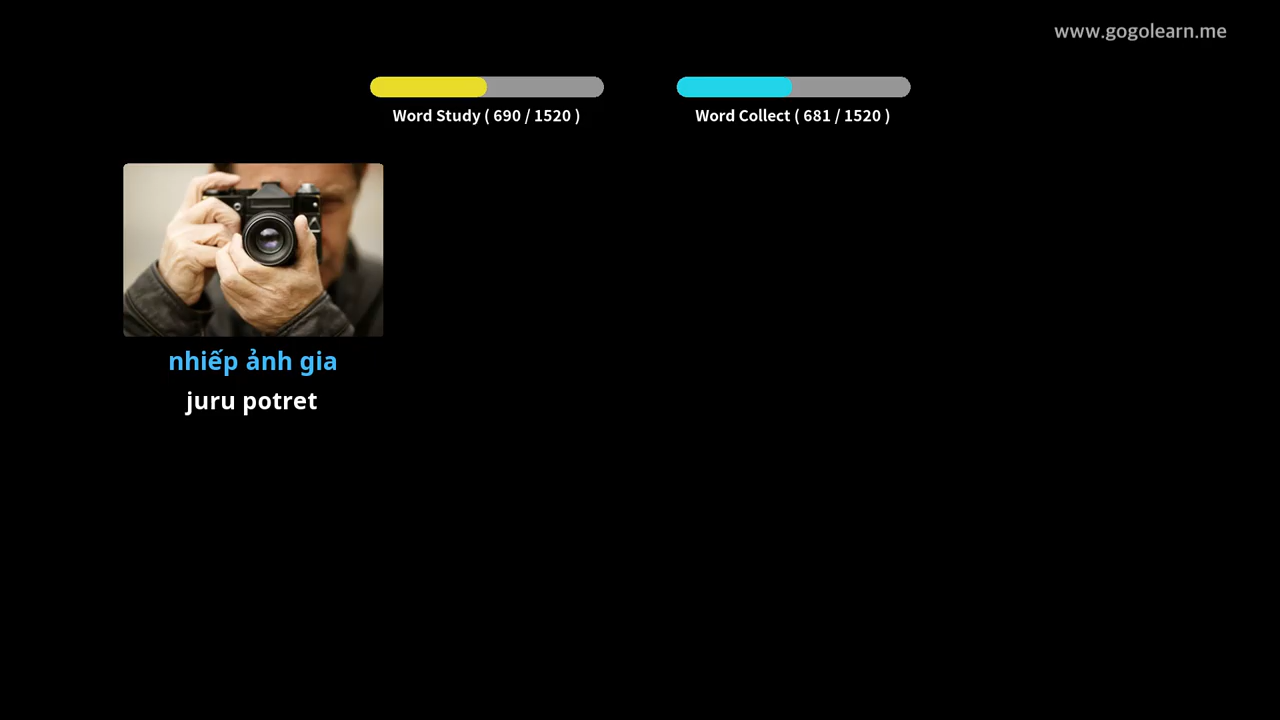 www.gogolearn.me
Word Study ( 690 / 1520 )
Word Collect ( 681 / 1520 )
nhiếp ảnh gia
juru potret